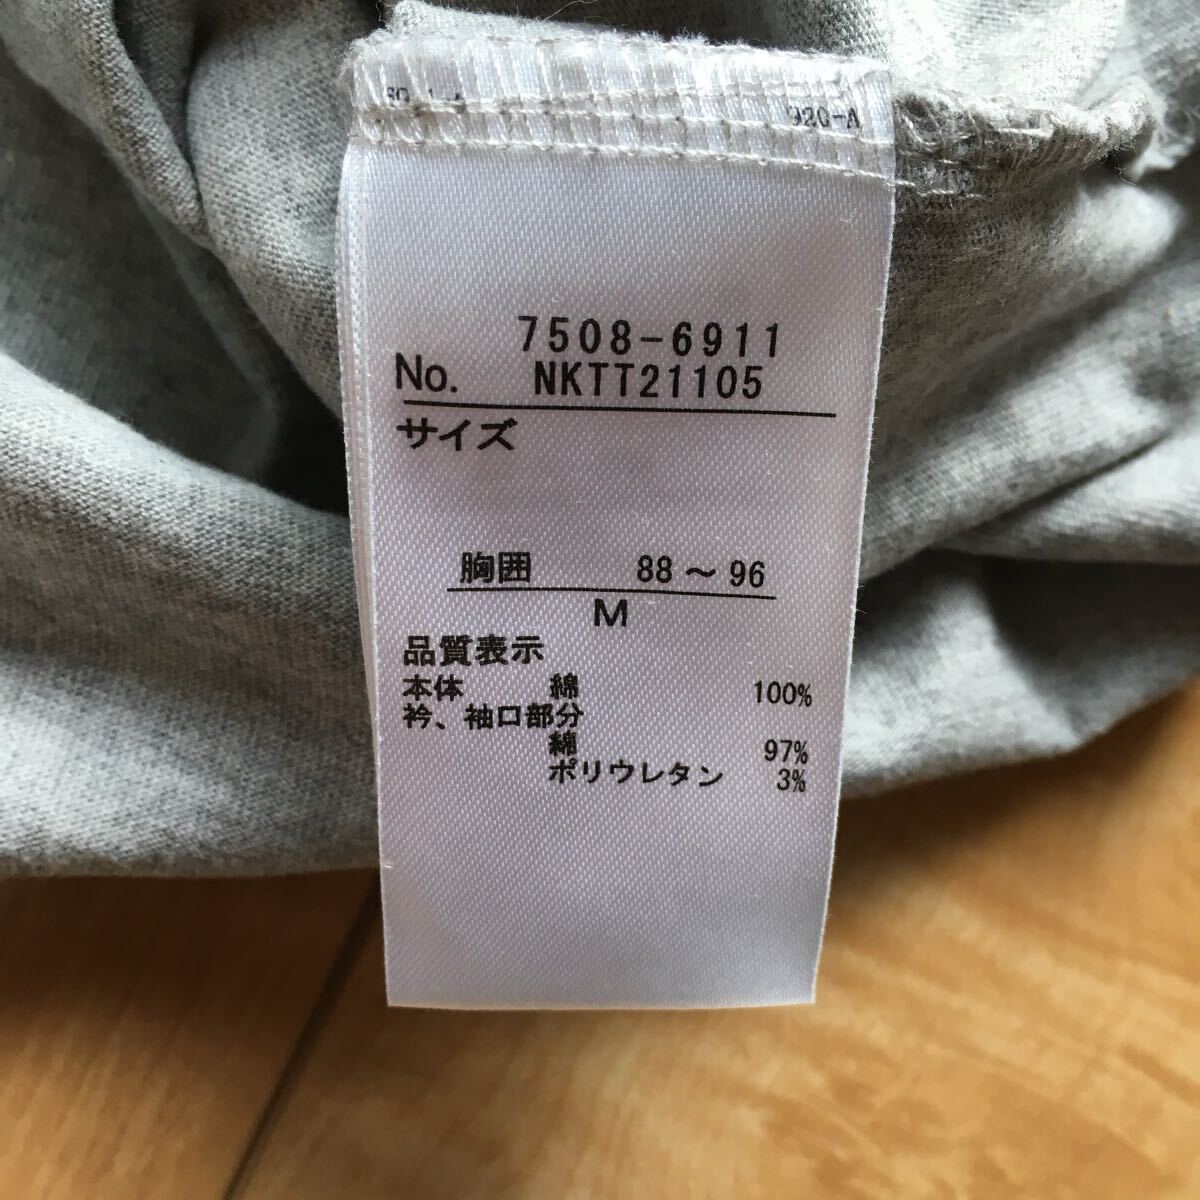 920-A
7508-6911
No. NKTT21105
サイズ
胸囲 88～96
M
品質表示
本体 綿 100%
衿、袖口部分
綿 97%
ポリウレタン 3%